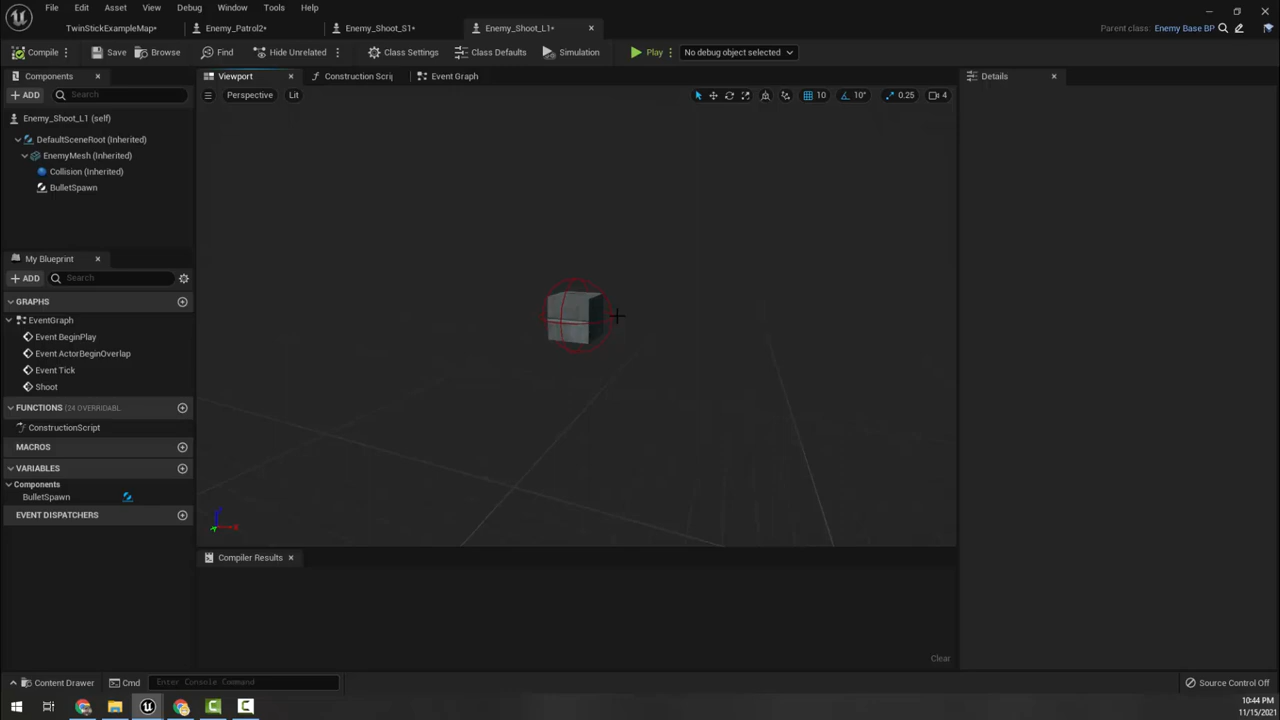 File Edit Asset View Debug Window Tools Help
TwinStickExampleMap* Enemy_Patrol2* Enemy_Shoot_S1* Enemy_Shoot_L1* Parent class: Enemy Base BP
Compile Save Browse Find Hide Unrelated Class Settings Class Defaults Simulation Play No debug object selected
Components Viewport Construction Scrip Event Graph Details
+ ADD Search Perspective Lit 10 10° 0.25 4
Enemy_Shoot_L1 (self)
DefaultSceneRoot (Inherited)
EnemyMesh (Inherited)
Collision (Inherited)
BulletSpawn
My Blueprint
+ ADD Search
GRAPHS
EventGraph
Event BeginPlay
Event ActorBeginOverlap
Event Tick
Shoot
FUNCTIONS (24 OVERRIDABL
ConstructionScript
MACROS
VARIABLES
Components
BulletSpawn
EVENT DISPATCHERS
Compiler Results
Clear
Content Drawer Cmd Enter Console Command Source Control Off
10:44 PM
11/15/2021